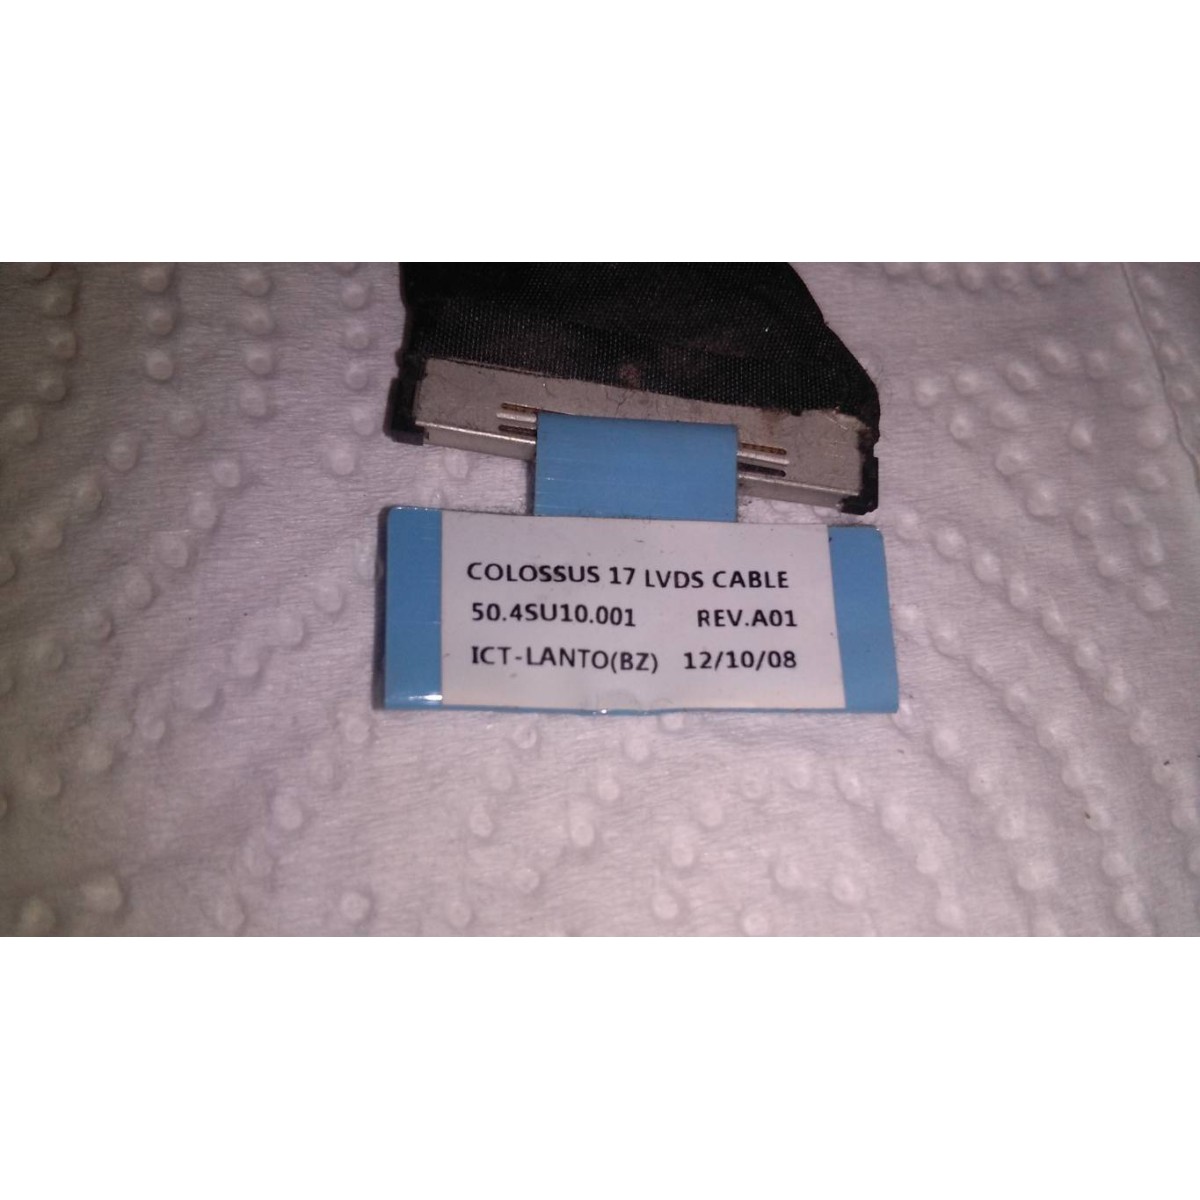 COLOSSUS 17 LVDS CABLE
50.4SU10.001 REV.A01
ICT-LANTO(BZ) 12/10/08